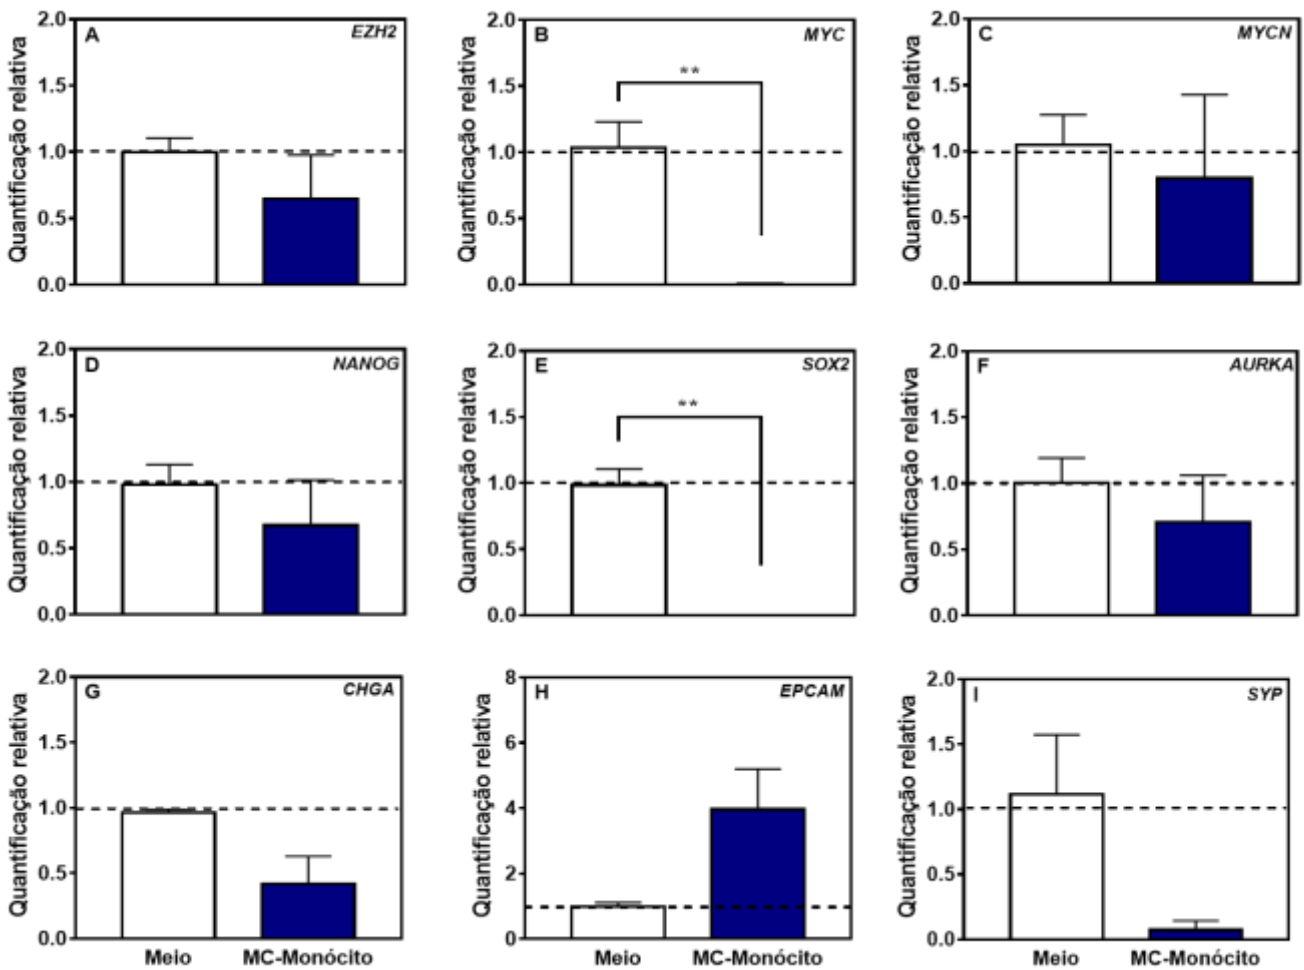 A EZH2
Quantificação relativa
2.0
1.5
1.0
0.5
0.0
B MYC
**
Quantificação relativa
2.0
1.5
1.0
0.5
0.0
C MYCN
Quantificação relativa
2.0
1.5
1.0
0.5
0.0
D NANOG
Quantificação relativa
2.0
1.5
1.0
0.5
0.0
E SOX2
**
Quantificação relativa
2.0
1.5
1.0
0.5
0.0
F AURKA
Quantificação relativa
2.0
1.5
1.0
0.5
0.0
G CHGA
Quantificação relativa
2.0
1.5
1.0
0.5
0.0
Meio MC-Monócito
H EPCAM
Quantificação relativa
8
6
4
2
0
Meio MC-Monócito
I SYP
Quantificação relativa
2.0
1.5
1.0
0.5
0.0
Meio MC-Monócito